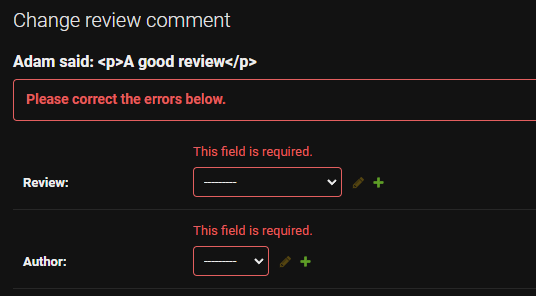 Change review comment
Adam said: <p>A good review</p>
Please correct the errors below.
This field is required.
Review: ---------
This field is required.
Author: ---------